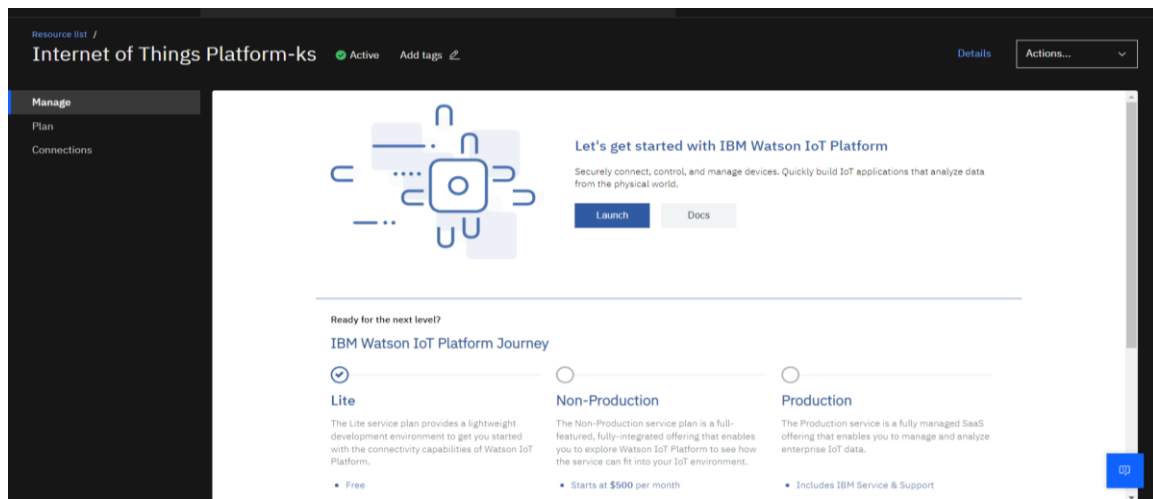 Resource list /
Internet of Things Platform-ks Active Add tags
Details
Actions...
Manage
Plan
Connections
Let's get started with IBM Watson IoT Platform
Securely connect, control, and manage devices. Quickly build IoT applications that analyze data
from the physical world.
Launch Docs
Ready for the next level?
IBM Watson IoT Platform Journey
Lite
The Lite service plan provides a lightweight
development environment to get you started
with the connectivity capabilities of Watson IoT
Platform.
• Free
Non-Production
The Non-Production service plan is a full-
featured, fully-integrated offering that enables
you to explore Watson IoT Platform to see how
the service can fit into your IoT environment.
• Starts at $500 per month
Production
The Production service is a fully managed SaaS
offering that enables you to manage and analyze
enterprise IoT data.
• Includes IBM Service & Support